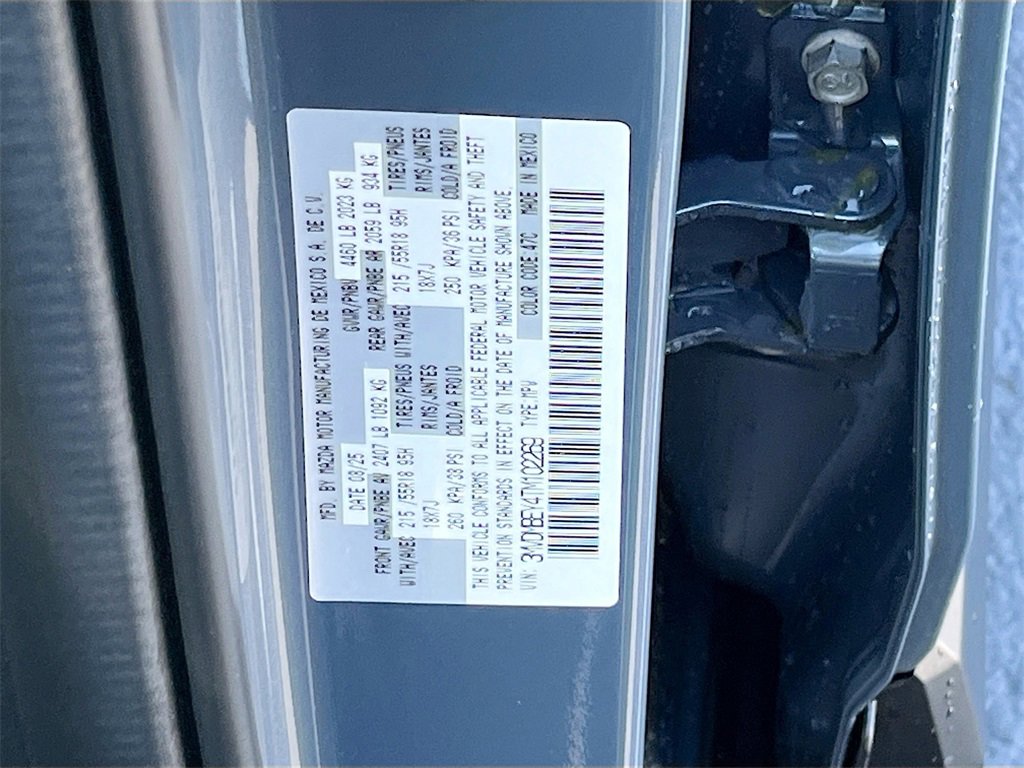 MFD. BY MAZDA MOTOR MANUFACTURING DE MEXICO S.A. DE C.V.
DATE 08/25 GVWR/PNBV 4460 LB 2023 KG
FRONT GAWR/PNBE AV 2407 LB 1092 KG REAR GAWR/PNBE AR 2059 LB 934 KG
WITH/AVEC 215/55R18 95H TIRES/PNEUS WITH/AVEC 215/55R18 95H TIRES/PNEUS
18X7J RIMS/JANTES 18X7J RIMS/JANTES
260 KPA/38 PSI COLD/A FROID 250 KPA/36 PSI COLD/A FROID
THIS VEHICLE CONFORMS TO ALL APPLICABLE FEDERAL MOTOR VEHICLE SAFETY AND THEFT
PREVENTION STANDARDS IN EFFECT ON THE DATE OF MANUFACTURE SHOWN ABOVE.
VIN: 3MVDMBEY4TM102269 TYPE:MPV COLOR CODE 47C MADE IN MEXICO